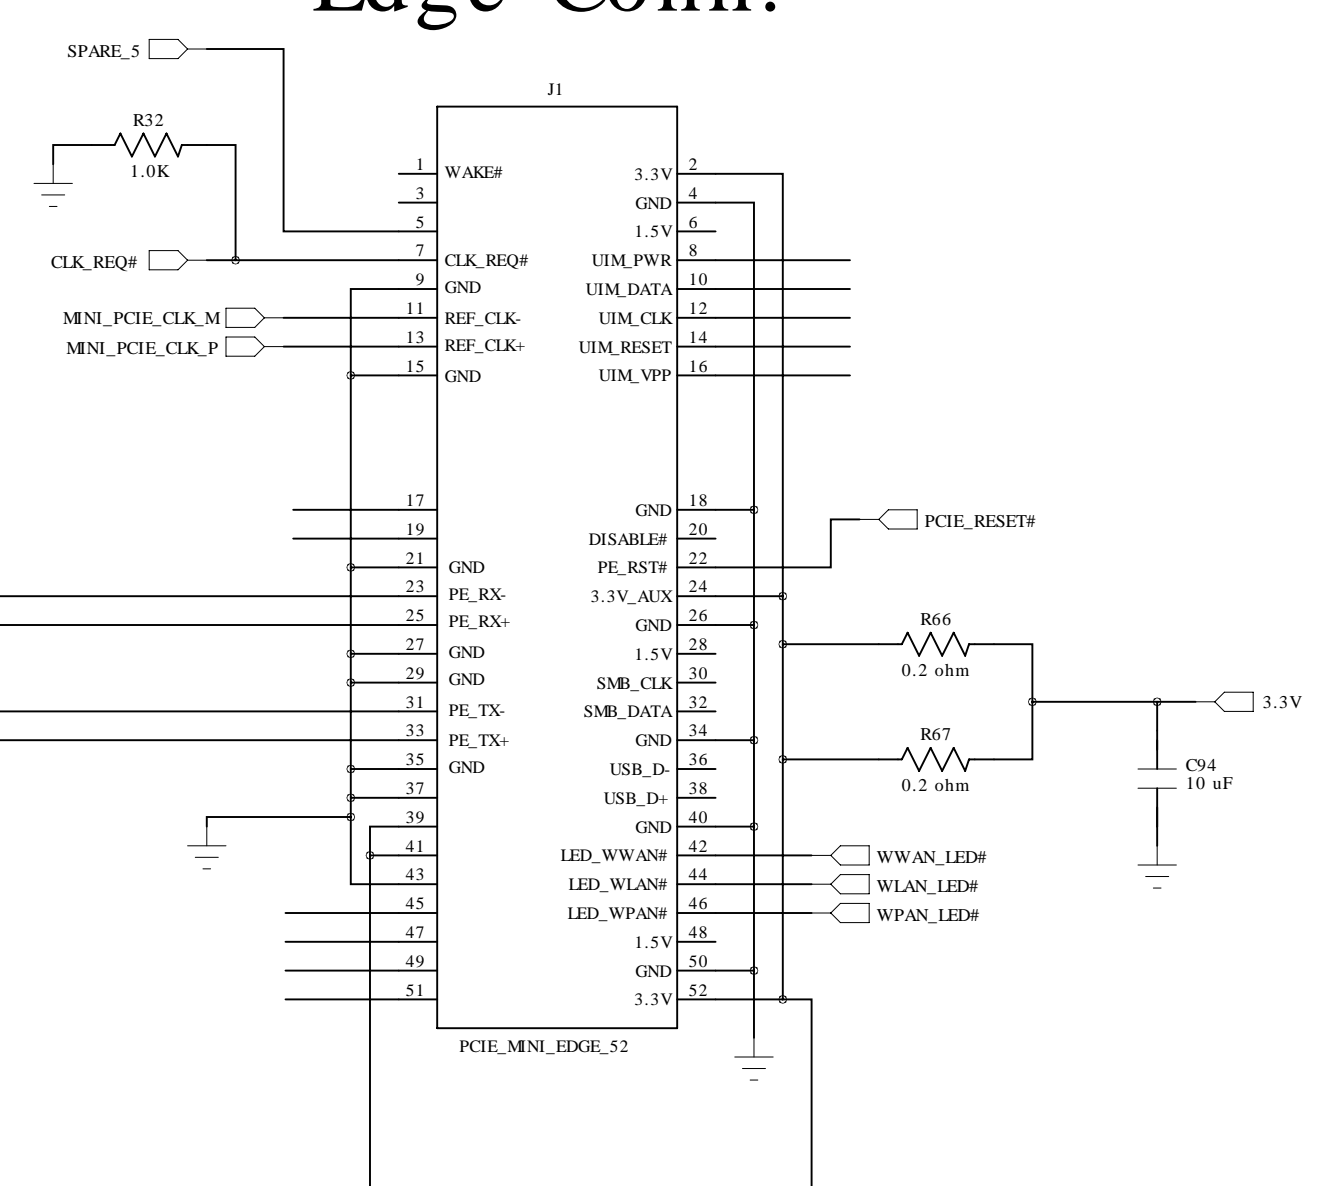 Edge Conn.
SPARE_5
J1
R32
1.0K
CLK_REQ#
MINI_PCIE_CLK_M
MINI_PCIE_CLK_P
1 WAKE#
3
5
7 CLK_REQ#
9 GND
11 REF_CLK-
13 REF_CLK+
15 GND
17
19
21 GND
23 PE_RX-
25 PE_RX+
27 GND
29 GND
31 PE_TX-
33 PE_TX+
35 GND
37
39
41
43
45
47
49
51
3.3V 2
GND 4
1.5V 6
UIM_PWR 8
UIM_DATA 10
UIM_CLK 12
UIM_RESET 14
UIM_VPP 16
GND 18
DISABLE# 20
PE_RST# 22
3.3V_AUX 24
GND 26
1.5V 28
SMB_CLK 30
SMB_DATA 32
GND 34
USB_D- 36
USB_D+ 38
GND 40
LED_WWAN# 42
LED_WLAN# 44
LED_WPAN# 46
1.5V 48
GND 50
3.3V 52
PCIE_MINI_EDGE_52
PCIE_RESET#
R66
0.2 ohm
R67
0.2 ohm
3.3V
C94
10 uF
WWAN_LED#
WLAN_LED#
WPAN_LED#